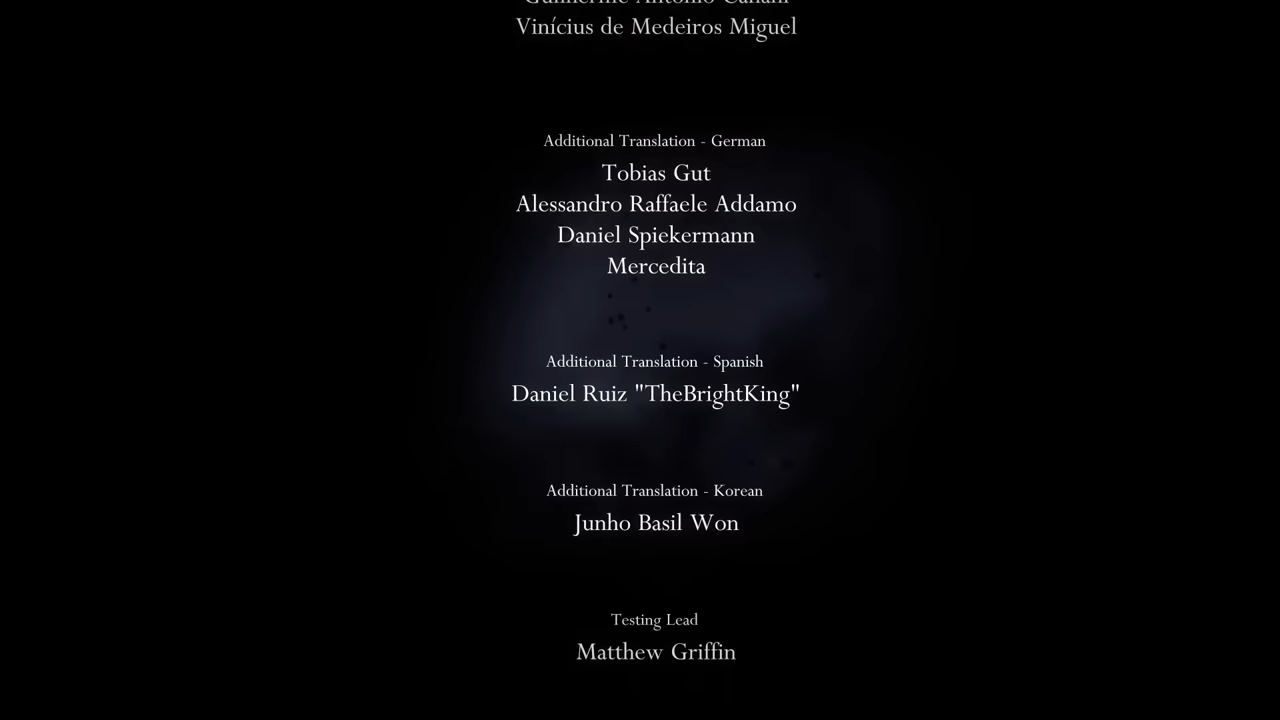 Vinícius de Medeiros Miguel
Additional Translation - German
Tobias Gut
Alessandro Raffaele Addamo
Daniel Spiekermann
Mercedita
Additional Translation - Spanish
Daniel Ruiz "TheBrightKing"
Additional Translation - Korean
Junho Basil Won
Testing Lead
Matthew Griffin